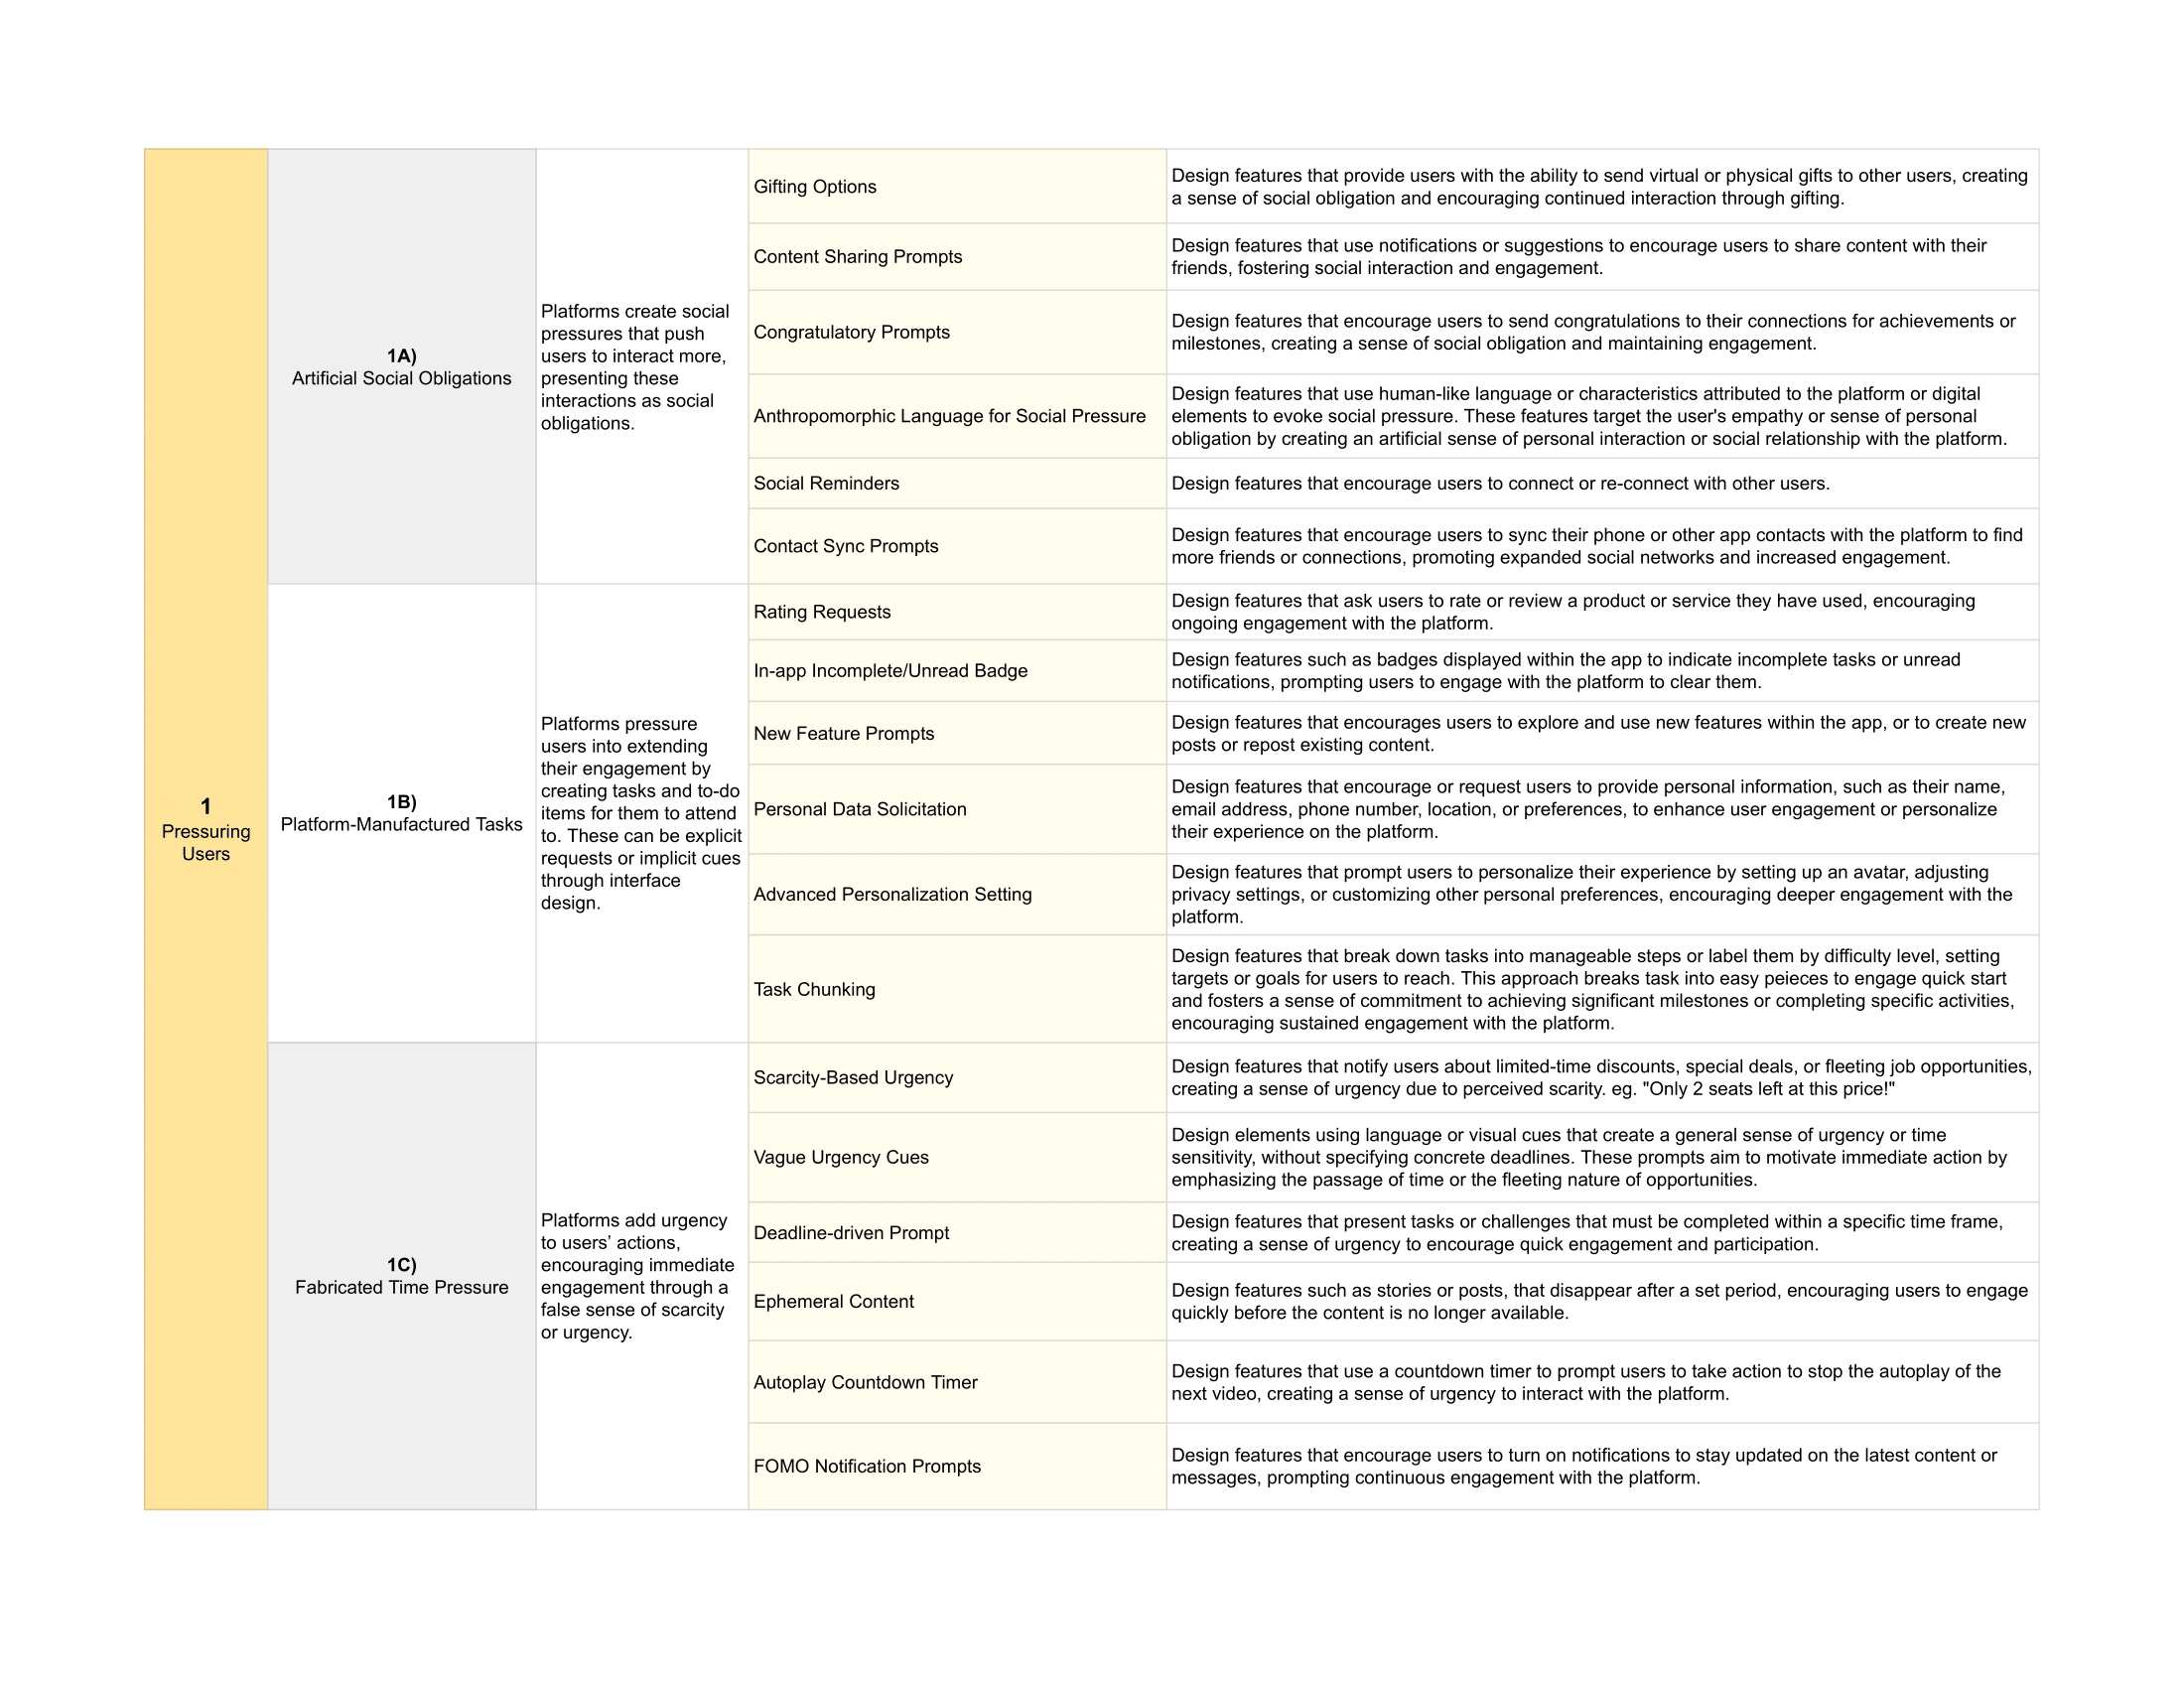 1
Pressuring
Users
1A)
Artificial Social Obligations
Platforms create social
pressures that push
users to interact more,
presenting these
interactions as social
obligations.
Gifting Options
Design features that provide users with the ability to send virtual or physical gifts to other users, creating
a sense of social obligation and encouraging continued interaction through gifting.
Content Sharing Prompts
Design features that use notifications or suggestions to encourage users to share content with their
friends, fostering social interaction and engagement.
Congratulatory Prompts
Design features that encourage users to send congratulations to their connections for achievements or
milestones, creating a sense of social obligation and maintaining engagement.
Anthropomorphic Language for Social Pressure
Design features that use human-like language or characteristics attributed to the platform or digital
elements to evoke social pressure. These features target the user's empathy or sense of personal
obligation by creating an artificial sense of personal interaction or social relationship with the platform.
Social Reminders
Design features that encourage users to connect or re-connect with other users.
Contact Sync Prompts
Design features that encourage users to sync their phone or other app contacts with the platform to find
more friends or connections, promoting expanded social networks and increased engagement.
1B)
Platform-Manufactured Tasks
Platforms pressure
users into extending
their engagement by
creating tasks and to-do
items for them to attend
to. These can be explicit
requests or implicit cues
through interface
design.
Rating Requests
Design features that ask users to rate or review a product or service they have used, encouraging
ongoing engagement with the platform.
In-app Incomplete/Unread Badge
Design features such as badges displayed within the app to indicate incomplete tasks or unread
notifications, prompting users to engage with the platform to clear them.
New Feature Prompts
Design features that encourages users to explore and use new features within the app, or to create new
posts or repost existing content.
Personal Data Solicitation
Design features that encourage or request users to provide personal information, such as their name,
email address, phone number, location, or preferences, to enhance user engagement or personalize
their experience on the platform.
Advanced Personalization Setting
Design features that prompt users to personalize their experience by setting up an avatar, adjusting
privacy settings, or customizing other personal preferences, encouraging deeper engagement with the
platform.
Task Chunking
Design features that break down tasks into manageable steps or label them by difficulty level, setting
targets or goals for users to reach. This approach breaks task into easy peieces to engage quick start
and fosters a sense of commitment to achieving significant milestones or completing specific activities,
encouraging sustained engagement with the platform.
1C)
Fabricated Time Pressure
Platforms add urgency
to users’ actions,
encouraging immediate
engagement through a
false sense of scarcity
or urgency.
Scarcity-Based Urgency
Design features that notify users about limited-time discounts, special deals, or fleeting job opportunities,
creating a sense of urgency due to perceived scarity. eg. "Only 2 seats left at this price!"
Vague Urgency Cues
Design elements using language or visual cues that create a general sense of urgency or time
sensitivity, without specifying concrete deadlines. These prompts aim to motivate immediate action by
emphasizing the passage of time or the fleeting nature of opportunities.
Deadline-driven Prompt
Design features that present tasks or challenges that must be completed within a specific time frame,
creating a sense of urgency to encourage quick engagement and participation.
Ephemeral Content
Design features such as stories or posts, that disappear after a set period, encouraging users to engage
quickly before the content is no longer available.
Autoplay Countdown Timer
Design features that use a countdown timer to prompt users to take action to stop the autoplay of the
next video, creating a sense of urgency to interact with the platform.
FOMO Notification Prompts
Design features that encourage users to turn on notifications to stay updated on the latest content or
messages, prompting continuous engagement with the platform.